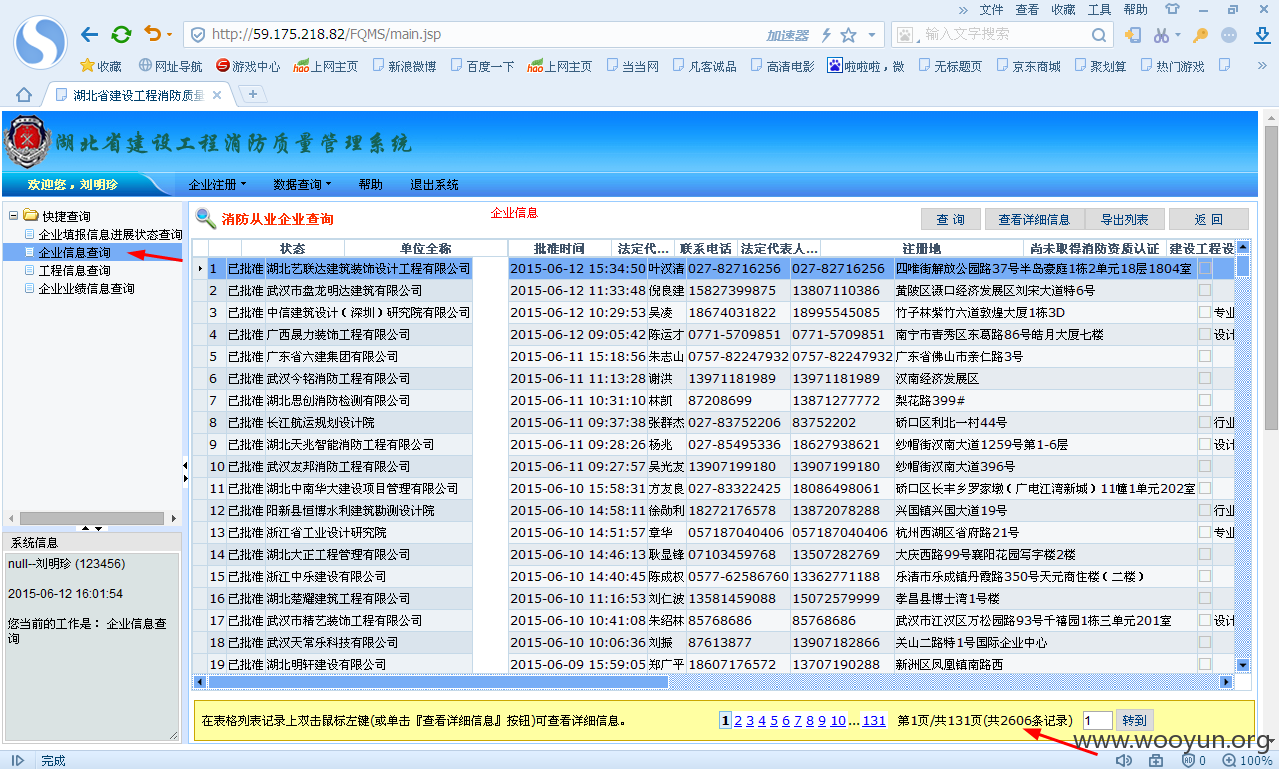 » 文件 查看 收藏 工具 帮助
http://59.175.218.82/FQMS/main.jsp 加速器 输入文字搜索
收藏 网址导航 游戏中心 hao上网主页 新浪微博 百度一下 hao上网主页 当当网 凡客诚品 高清电影 啦啦啦，微 无标题页 京东商城 聚划算 热门游戏 »
湖北省建设工程消防质量
湖北省建设工程消防质量管理系统
欢迎您，刘明珍 企业注册 数据查询 帮助 退出系统
快捷查询
企业填报信息进展状态查询
企业信息查询
工程信息查询
企业业绩信息查询
消防从业企业查询 企业信息 查 询 查看详细信息 导出列表 返 回
状态 单位全称 批准时间 法定代... 联系电话 法定代表人... 注册地 尚未取得消防资质认证 建设工程设
1 已批准 湖北艺联达建筑装饰设计工程有限公司 2015-06-12 15:34:50 叶汉清 027-82716256 027-82716256 四唯街解放公园路37号半岛豪庭1栋2单元18层1804室
2 已批准 武汉市盘龙明达建筑有限公司 2015-06-12 11:33:48 倪良建 15827399875 13807110386 黄陂区滠口经济发展区刘宋大道特6号
3 已批准 中信建筑设计（深圳）研究院有限公司 2015-06-12 10:29:53 吴凌 18674031822 18995545085 竹子林紫竹六道敦煌大厦1栋3D 专业
4 已批准 广西晟力装饰工程有限公司 2015-06-12 09:05:42 陈运才 0771-5709851 0771-5709851 南宁市青秀区东葛路86号皓月大厦七楼 设计
5 已批准 广东省六建集团有限公司 2015-06-11 15:18:56 朱志山 0757-82247932 0757-82247932 广东省佛山市亲仁路3号
6 已批准 武汉今铭消防工程有限公司 2015-06-11 11:13:28 谢洪 13971181989 13971181989 汉南经济发展区
7 已批准 湖北思创消防检测有限公司 2015-06-11 10:31:10 林凯 87208699 13871277772 梨花路399#
8 已批准 长江航运规划设计院 2015-06-11 09:37:38 张群杰 027-83752206 83752202 硚口区利北一村44号 行业
9 已批准 湖北天兆智能消防工程有限公司 2015-06-11 09:28:26 杨兆 027-85495336 18627938621 纱帽街汉南大道1259号第1-6层 设计
10 已批准 武汉友邦消防工程有限公司 2015-06-11 09:27:57 吴光友 13907199180 13907199180 纱帽街汉南大道396号
11 已批准 湖北中南华大建设项目管理有限公司 2015-06-10 15:58:31 方友良 027-83322425 18086498061 硚口区长丰乡罗家墩（广电江湾新城）11幢1单元202室
12 已批准 阳新县恒博水利建筑勘测设计院 2015-06-10 14:58:11 徐勋利 18272176578 13872078288 兴国镇兴国大道19号 行业
13 已批准 浙江省工业设计研究院 2015-06-10 14:51:57 章华 057187040406 057187040406 杭州西湖区省府路21号 专业
14 已批准 湖北大正工程管理有限公司 2015-06-10 14:46:13 耿显锋 07103459768 13507282769 大庆西路99号襄阳花园写字楼2楼
15 已批准 浙江中乐建设有限公司 2015-06-10 14:40:45 陈成权 0577-62586760 13362771188 乐清市乐成镇丹霞路350号天元商住楼（二楼）
16 已批准 湖北楚耀建筑工程有限公司 2015-06-10 11:16:53 刘仁波 13581459088 15072579999 孝昌县博士湾1号楼
17 已批准 武汉市精艺装饰工程有限公司 2015-06-10 10:41:08 朱绍林 85768686 85768686 武汉市江汉区万松园路93号千禧园1栋三单元201室 设计
18 已批准 武汉天常乐科技有限公司 2015-06-10 10:06:36 刘振 87613877 13907182866 关山二路特1号国际企业中心
19 已批准 湖北明轩建设有限公司 2015-06-09 15:59:05 郑广平 18607176572 13707190288 新洲区凤凰镇南路西
系统信息
null--刘明珍 (123456)
2015-06-12 16:01:54
您当前的工作是： 企业信息查
询
在表格列表记录上双击鼠标左键(或单击『查看详细信息』按钮)可查看详细信息。 1 2 3 4 5 6 7 8 9 10 ... 131 第1页/共131页(共2606条记录) 1 转到
www.wooyun.org
完成 0 100%